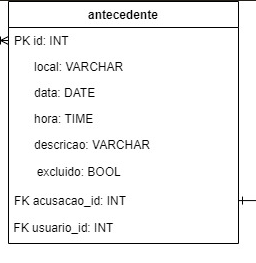 antecedente
PK id: INT
local: VARCHAR
data: DATE
hora: TIME
descricao: VARCHAR
excluido: BOOL
FK acusacao_id: INT
FK usuario_id: INT